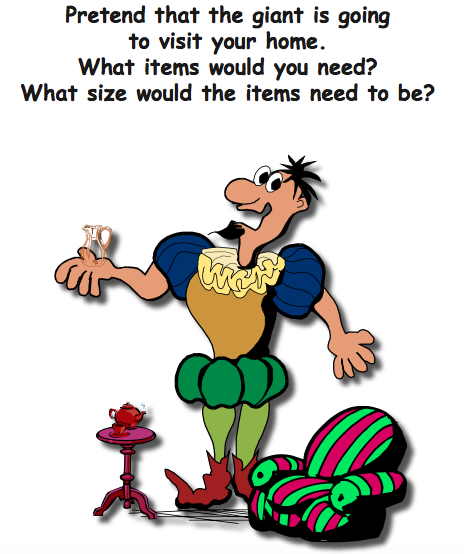 Pretend that the giant is going
to visit your home.
What items would you need?
What size would the items need to be?